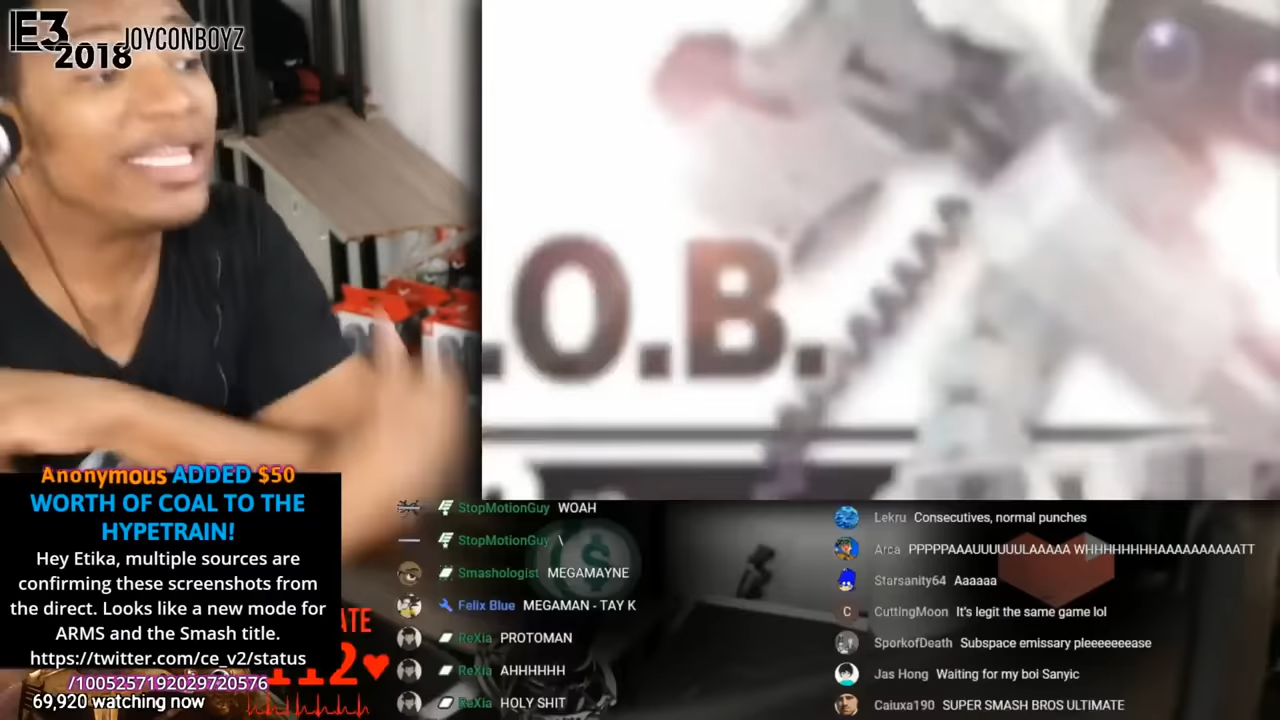 E3
2018
JOYCONBOYZ
.O.B.
Anonymous ADDED $50
WORTH OF COAL TO THE
HYPETRAIN!
Hey Etika, multiple sources are
confirming these screenshots from
the direct. Looks like a new mode for
ARMS and the Smash title.
https://twitter.com/ce_v2/status
/1005257192029720576
69,920 watching now
StopMotionGuy WOAH
StopMotionGuy \
Smashologist MEGAMAYNE
Felix Blue MEGAMAN - TAY K
ReXia PROTOMAN
ReXia AHHHHHH
ReXia HOLY SHIT
Lekru Consecutives, normal punches
Arca PPPPPAAAUUUUUULAAAAA WHHHHHHHHAAAAAAAAAATT
Starsanity64 Aaaaaa
C CuttingMoon It's legit the same game lol
SporkofDeath Subspace emissary pleeeeeeease
Jas Hong Waiting for my boi Sanyic
Caiuxa190 SUPER SMASH BROS ULTIMATE